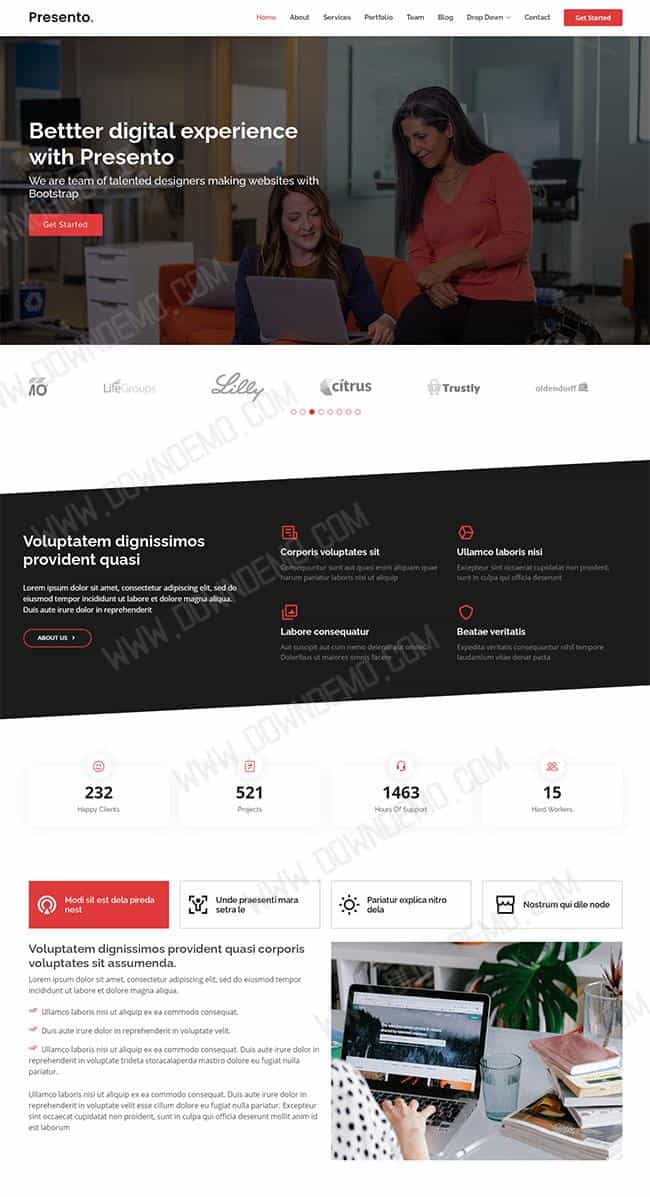 Presento.
Home About Services Portfolio Team Blog Drop Down Contact Get Started
Bettter digital experience
with Presento
We are team of talented designers making websites with
Bootstrap
Get Started
LifeGroups Lilly citrus Trustly oldendorff
Voluptatem dignissimos
provident quasi
Lorem ipsum dolor sit amet, consectetur adipiscing elit, sed do
eiusmod tempor incididunt ut labore et dolore magna aliqua.
Duis aute irure dolor in reprehenderit
ABOUT US
Corporis voluptates sit
Consequuntur sunt aut quasi enim aliquam quae
harum pariatur laboris nisi ut aliquip
Ullamco laboris nisi
Excepteur sint occaecat cupidatat non proident,
sunt in culpa qui officia deserunt
Labore consequatur
Aut suscipit aut cum nemo deleniti aut omnis.
Doloribus ut maiores omnis facere
Beatae veritatis
Expedita veritatis consequuntur nihil tempore
laudantium vitae denat pacta
232
Happy Clients
521
Projects
1463
Hours Of Support
15
Hard Workers
Modi sit est dela pireda
nest
Unde praesenti mara
setra le
Pariatur explica nitro
dela
Nostrum qui dile node
Voluptatem dignissimos provident quasi corporis
voluptates sit assumenda.
Lorem ipsum dolor sit amet, consectetur adipiscing elit, sed do eiusmod tempor
incididunt ut labore et dolore magna aliqua.
Ullamco laboris nisi ut aliquip ex ea commodo consequat.
Duis aute irure dolor in reprehenderit in voluptate velit.
Ullamco laboris nisi ut aliquip ex ea commodo consequat. Duis aute irure dolor in
reprehenderit in voluptate trideta storacalaperda mastiro dolore eu fugiat nulla
pariatur.
Ullamco laboris nisi ut aliquip ex ea commodo consequat. Duis aute irure dolor in
reprehenderit in voluptate velit esse cillum dolore eu fugiat nulla pariatur. Excepteur
sint occaecat cupidatat non proident, sunt in culpa qui officia deserunt mollit anim id
est laborum
WWW.DOWNDEMO.COM
WWW.DOWNDEMO.COM
WWW.DOWNDEMO.COM
WWW.DOWNDEMO.COM
WWW.DOWNDEMO.COM